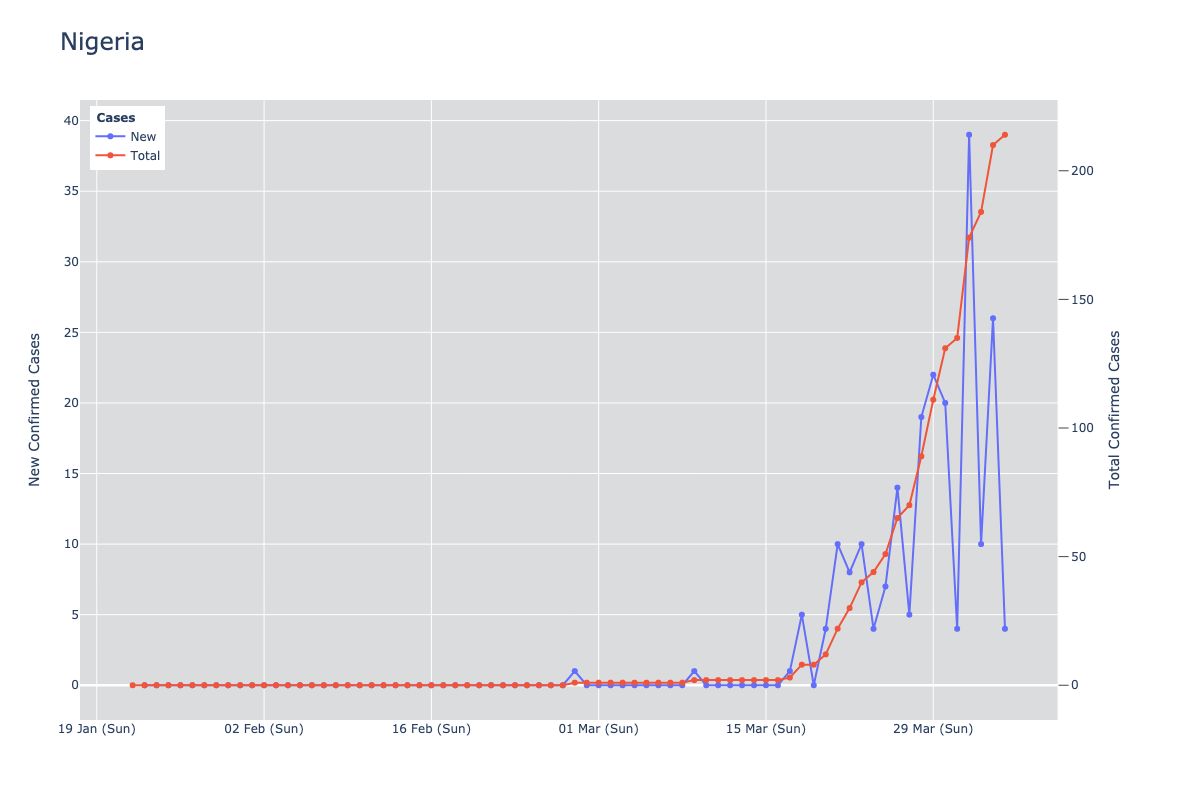 Nigeria
Cases
New
Total
40
35
30
25
20
15
10
5
0
New Confirmed Cases
200
150
100
50
0
Total Confirmed Cases
19 Jan (Sun)
02 Feb (Sun)
16 Feb (Sun)
01 Mar (Sun)
15 Mar (Sun)
29 Mar (Sun)